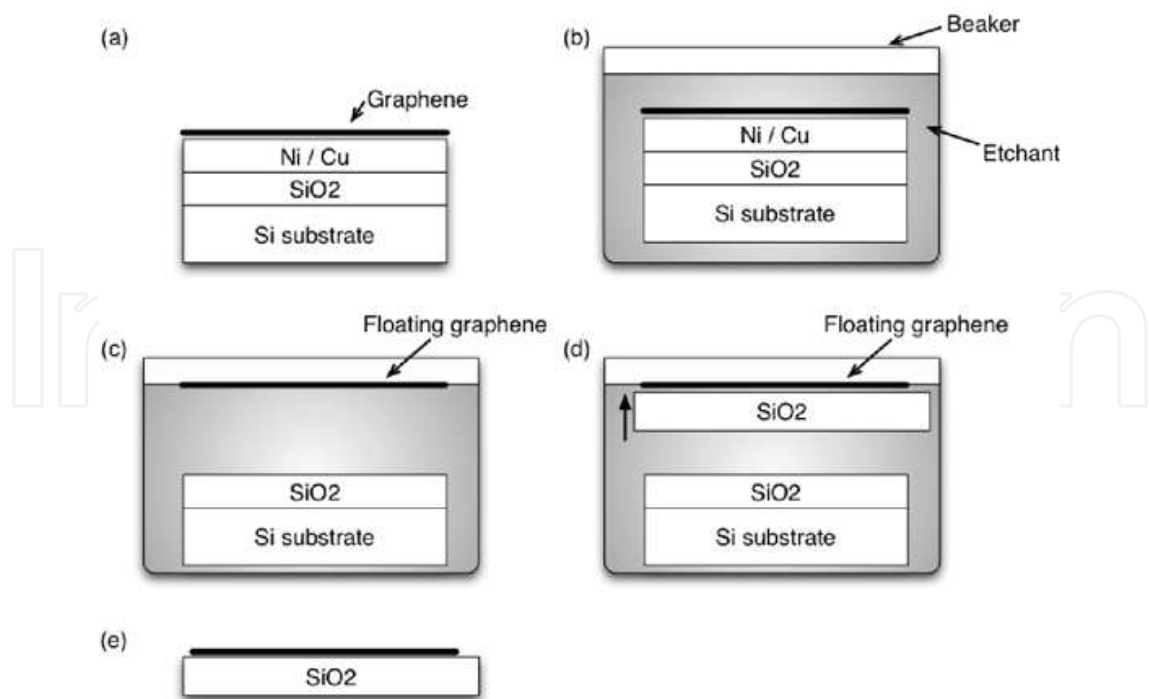 (a)
Graphene
Ni / Cu
SiO2
Si substrate
(b)
Beaker
Ni / Cu
Etchant
SiO2
Si substrate
(c)
Floating graphene
SiO2
Si substrate
(d)
Floating graphene
SiO2
SiO2
Si substrate
(e)
SiO2